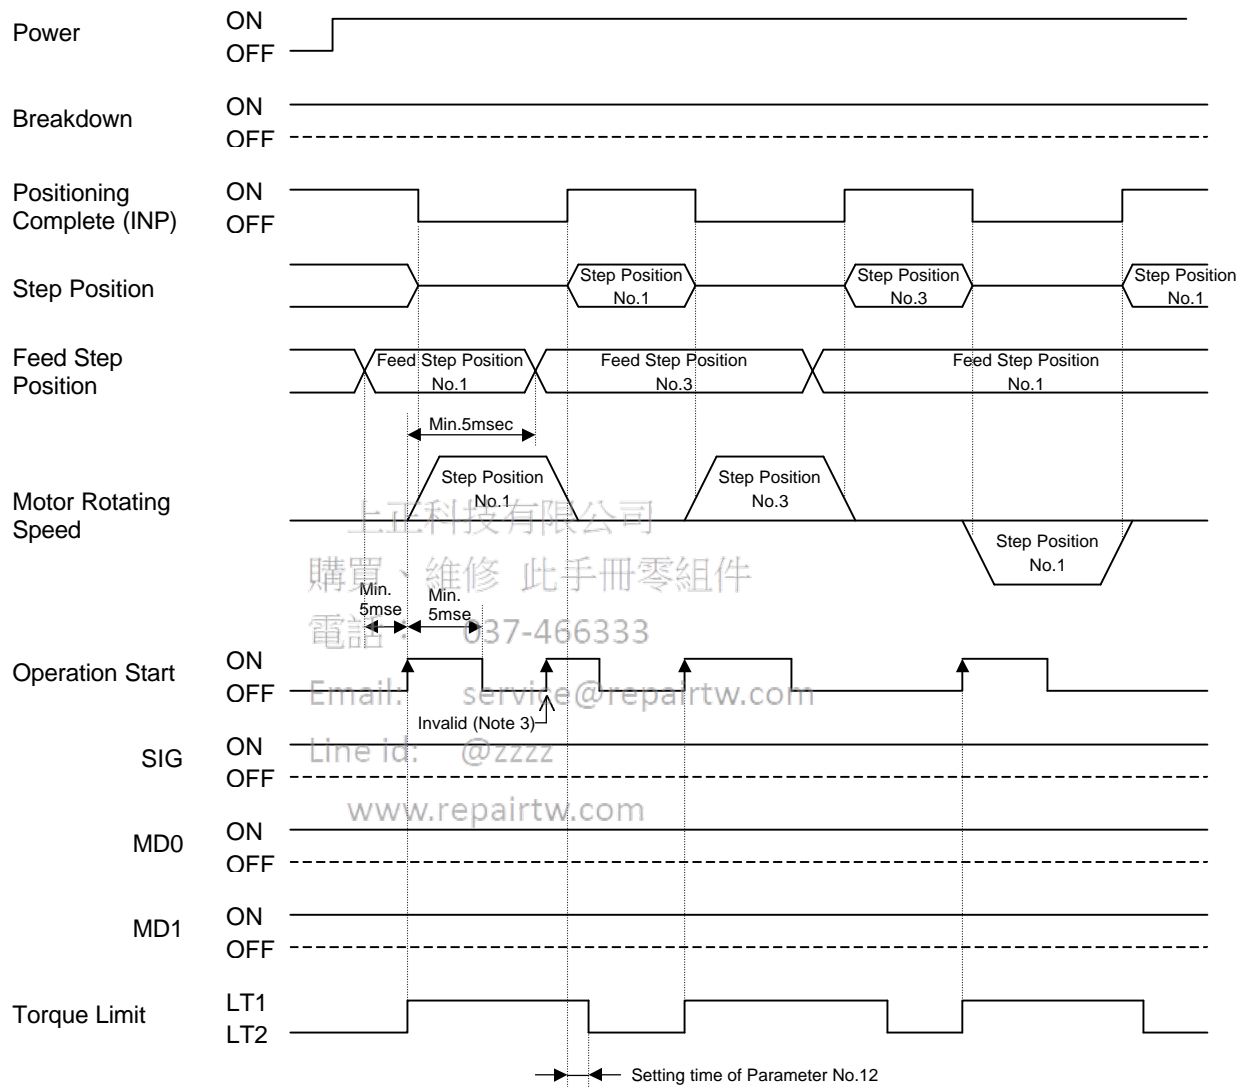 Power
ON
OFF
Breakdown
ON
OFF
Positioning
Complete (INP)
ON
OFF
Step Position
Step Position
No.1
Step Position
No.3
Step Position
No.1
Feed Step
Position
Feed Step Position
No.1
Feed Step Position
No.3
Feed Step Position
No.1
Min.5msec
Motor Rotating
Speed
Step Position
No.1
Step Position
No.3
Step Position
No.1
上正科技有限公司
購買、維修 此手冊零組件
Min.
5mse
Min.
5mse
電話: 037-466333
Operation Start
ON
OFF
Email: service@repairtw.com
Invalid (Note 3)
SIG
ON
OFF
Line id: @zzzz
www.repairtw.com
MD0
ON
OFF
MD1
ON
OFF
Torque Limit
LT1
LT2
Setting time of Parameter No.12